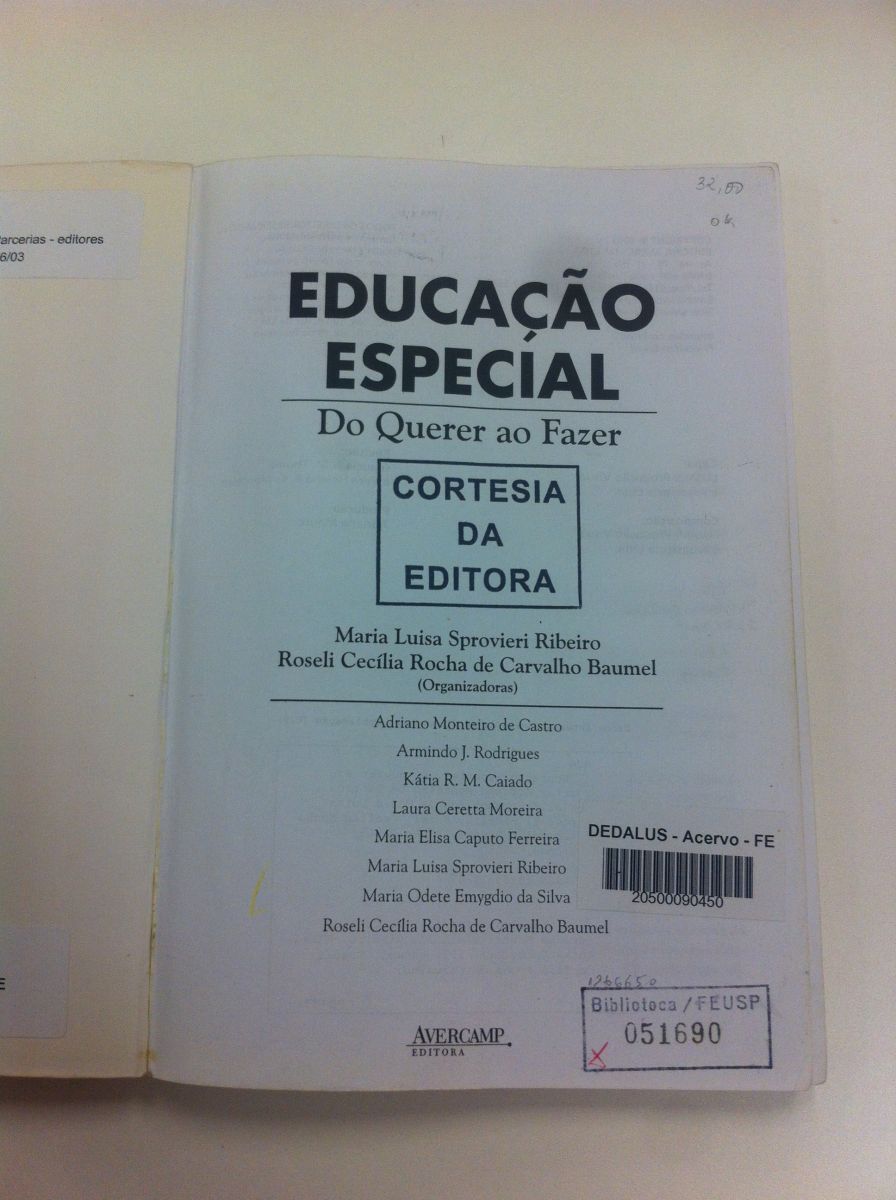 arcerias - editores
6/03
32,00
ok
EDUCAÇÃO
ESPECIAL
Do Querer ao Fazer
CORTESIA
DA
EDITORA
Maria Luisa Sprovieri Ribeiro
Roseli Cecília Rocha de Carvalho Baumel
(Organizadoras)
Adriano Monteiro de Castro
Armindo J. Rodrigues
Kátia R. M. Caiado
Laura Ceretta Moreira
Maria Elisa Caputo Ferreira
Maria Luisa Sprovieri Ribeiro
Maria Odete Emygdio da Silva
Roseli Cecília Rocha de Carvalho Baumel
DEDALUS - Acervo - FE
20500090450
E
1266650
Biblioteca / FEUSP
051690
AVERCAMP
EDITORA